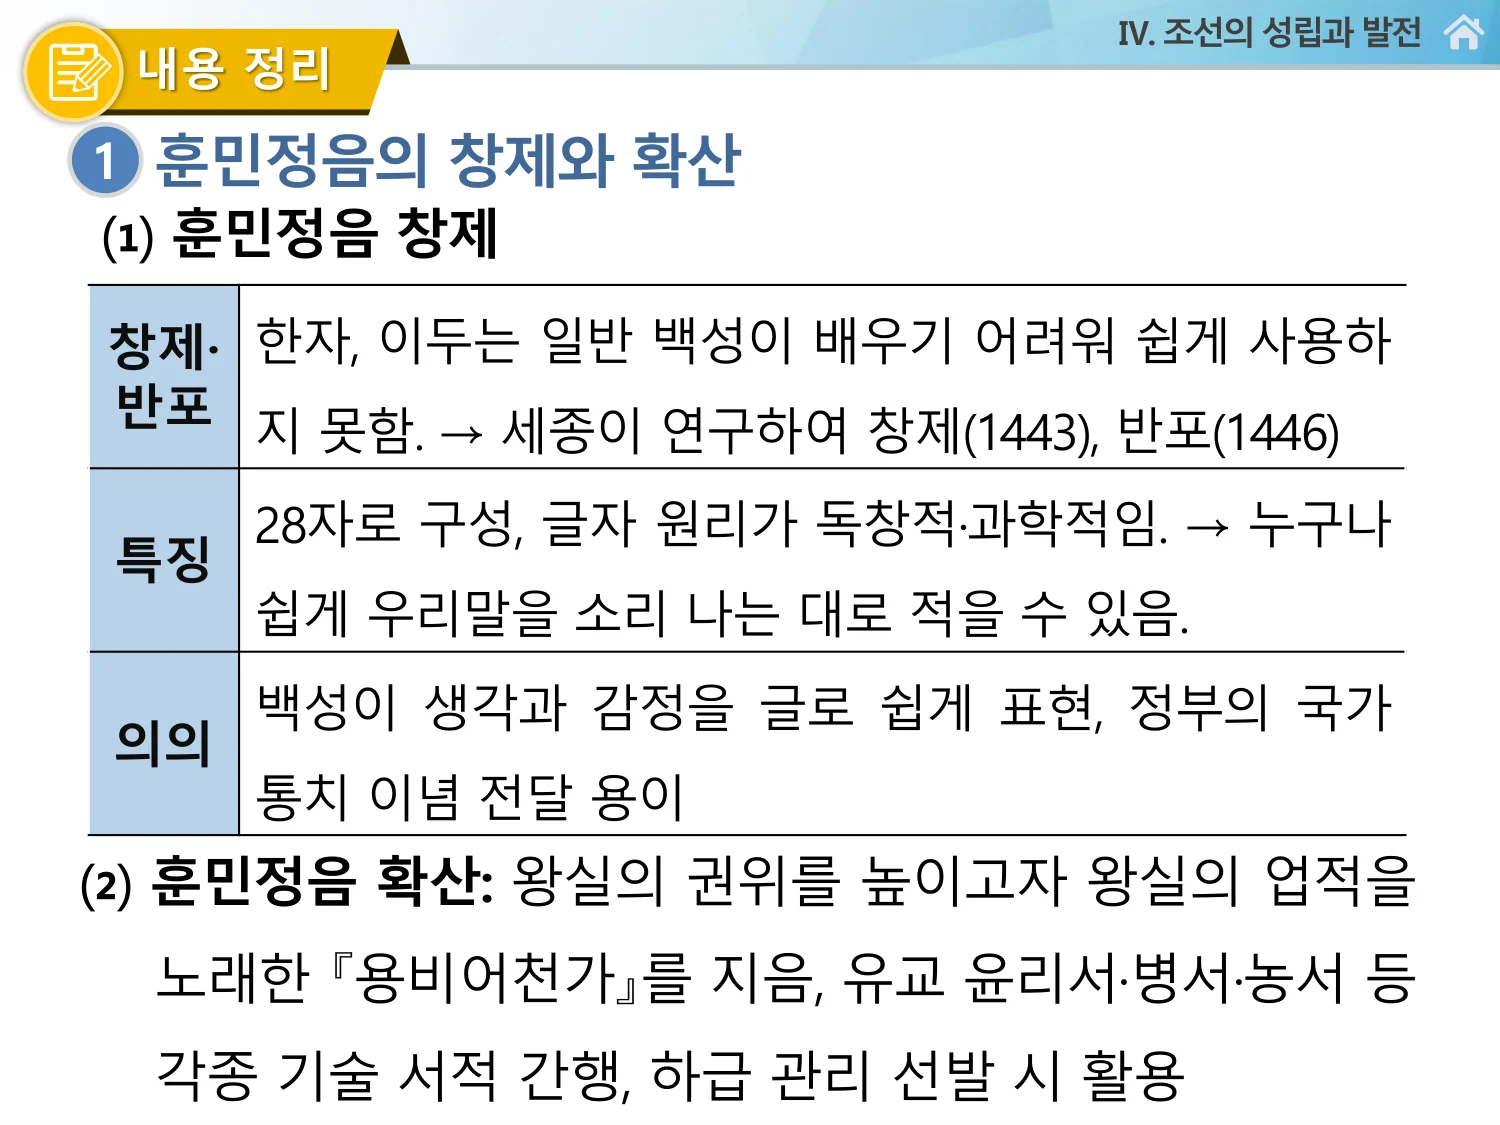 IV. 조선의 성립과 발전
내용 정리
1 훈민정음의 창제와 확산
(1) 훈민정음 창제
창제·
반포
한자, 이두는 일반 백성이 배우기 어려워 쉽게 사용하
지 못함. → 세종이 연구하여 창제(1443), 반포(1446)
특징
28자로 구성, 글자 원리가 독창적·과학적임. → 누구나
쉽게 우리말을 소리 나는 대로 적을 수 있음.
의의
백성이 생각과 감정을 글로 쉽게 표현, 정부의 국가
통치 이념 전달 용이
(2) 훈민정음 확산: 왕실의 권위를 높이고자 왕실의 업적을
노래한 『용비어천가』를 지음, 유교 윤리서·병서·농서 등
각종 기술 서적 간행, 하급 관리 선발 시 활용